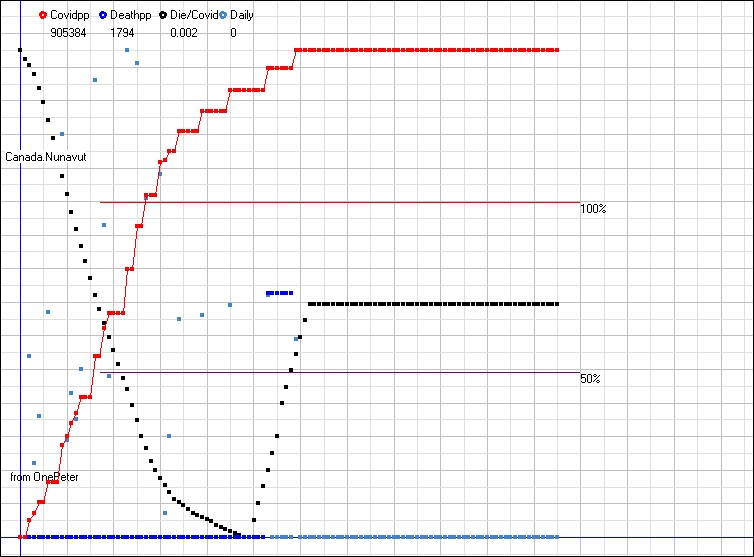 Covidpp Deathpp Die/Covid Daily
905384 1794 0.002 0
Canada.Nunavut
100%
50%
from OnePeter